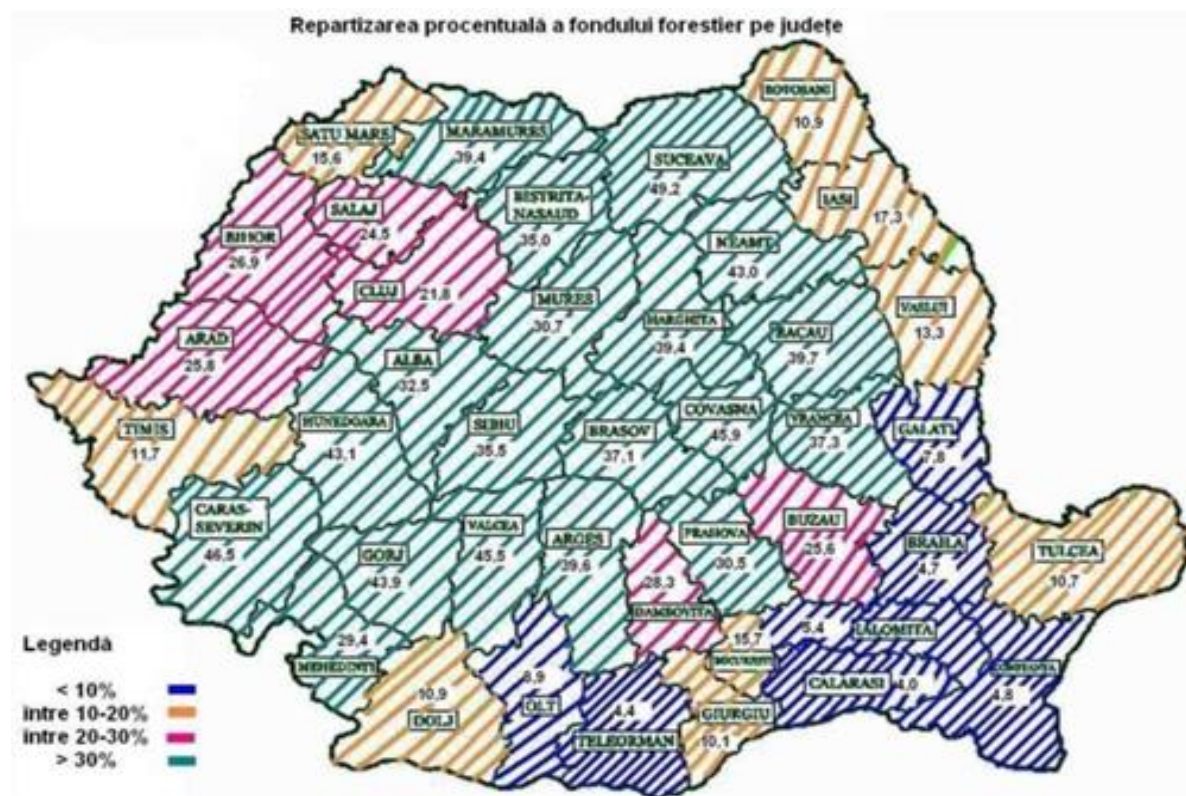 Repartizarea procentuală a fondului forestier pe județe
BOTOSANI
10,9
SATU MARE
15,6
MARAMURES
39,4
SUCEAVA
49,2
IASI
17,3
SALAJ
24,5
BISTRITA-
NASAUD
35,0
BIHOR
26,9
NEAMT
43,0
CLUJ
21,8
MURES
30,7
HARGHITA
39,4
BACAU
39,7
VASLUI
13,3
ARAD
25,8
ALBA
32,5
TIMIS
11,7
HUNEDOARA
43,1
SIBIU
35,5
BRASOV
37,1
COVASNA
45,9
VRANCEA
37,3
GALATI
7,8
CARAS-
SEVERIN
46,5
GORJ
43,9
VALCEA
45,5
ARGES
39,6
PRAHOVA
30,5
BUZAU
25,6
BRAILA
4,7
TULCEA
10,7
28,3
DAMBOVITA
29,4
MEHEDINTI
15,7
BUCURESTI
5,4
IALOMITA
CONSTANTA
4,8
CALARASI
4,0
10,9
DOLJ
8,9
OLT
4,4
TELEORMAN
GIURGIU
10,1
Legendă
< 10%
intre 10-20%
intre 20-30%
> 30%